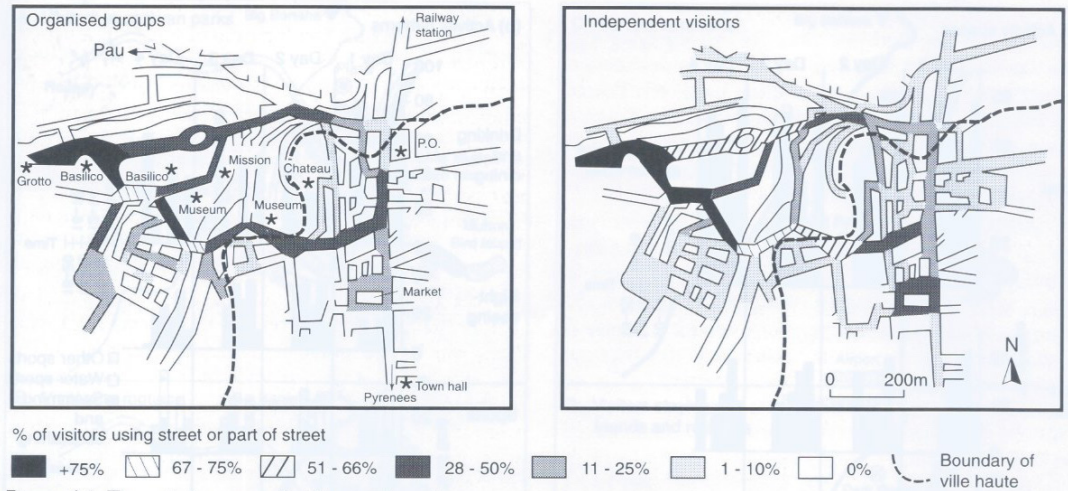 Organised groups
Railway
station
Pau
P.O.
Mission
Chateau
Grotto
Basilico
Basilico
Museum
Museum
Market
Town hall
Pyrenees
Independent visitors
N
0 200m
% of visitors using street or part of street
+75%
67 - 75%
51 - 66%
28 - 50%
11 - 25%
1 - 10%
0%
Boundary of
ville haute